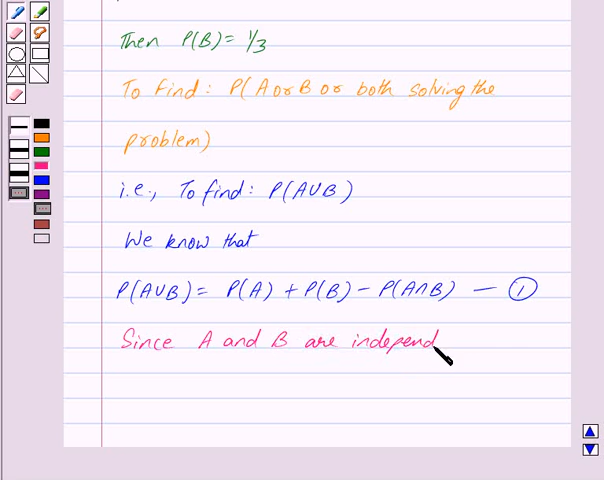 Then P(B) = 1/3
To Find: P(A or B or both solving the
problem)
i.e., To find: P(A∪B)
We know that
P(A∪B) = P(A) + P(B) - P(A∩B) — ①
Since A and B are independ